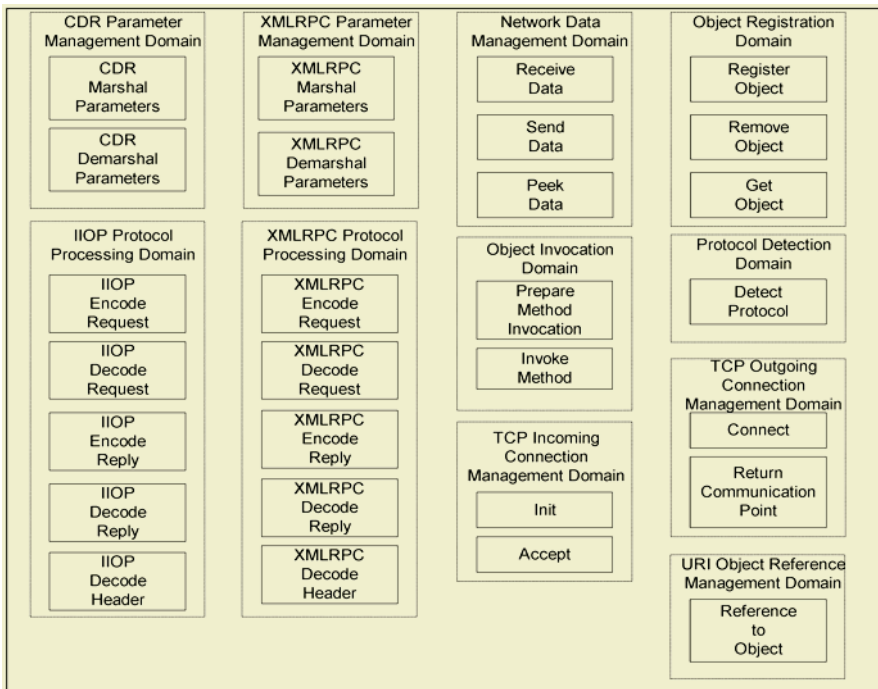 CDR Parameter
Management Domain
CDR
Marshal
Parameters
CDR
Demarshal
Parameters
IIOP Protocol
Processing Domain
IIOP
Encode
Request
IIOP
Decode
Request
IIOP
Encode
Reply
IIOP
Decode
Reply
IIOP
Decode
Header
XMLRPC Parameter
Management Domain
XMLRPC
Marshal
Parameters
XMLRPC
Demarshal
Parameters
XMLRPC Protocol
Processing Domain
XMLRPC
Encode
Request
XMLRPC
Decode
Request
XMLRPC
Encode
Reply
XMLRPC
Decode
Reply
XMLRPC
Decode
Header
Network Data
Management Domain
Receive
Data
Send
Data
Peek
Data
Object Invocation
Domain
Prepare
Method
Invocation
Invoke
Method
TCP Incoming
Connection
Management Domain
Init
Accept
Object Registration
Domain
Register
Object
Remove
Object
Get
Object
Protocol Detection
Domain
Detect
Protocol
TCP Outgoing
Connection
Management Domain
Connect
Return
Communication
Point
URI Object Reference
Management Domain
Reference
to
Object